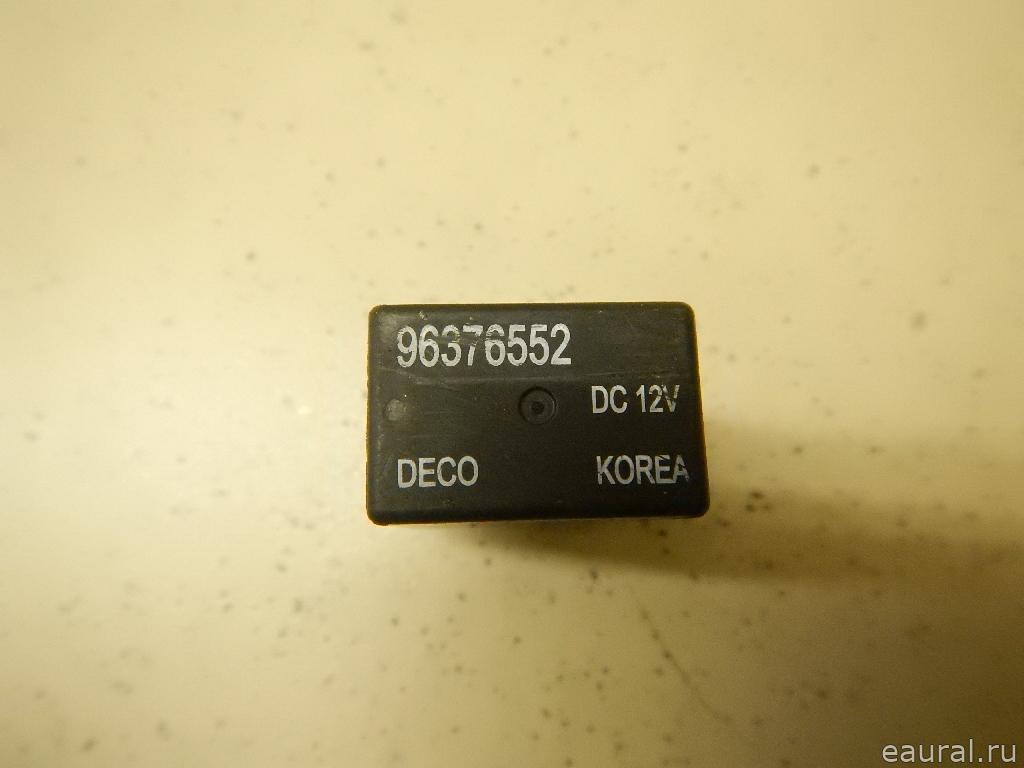 96376552
DC 12V
DECO KOREA
eaural.ru